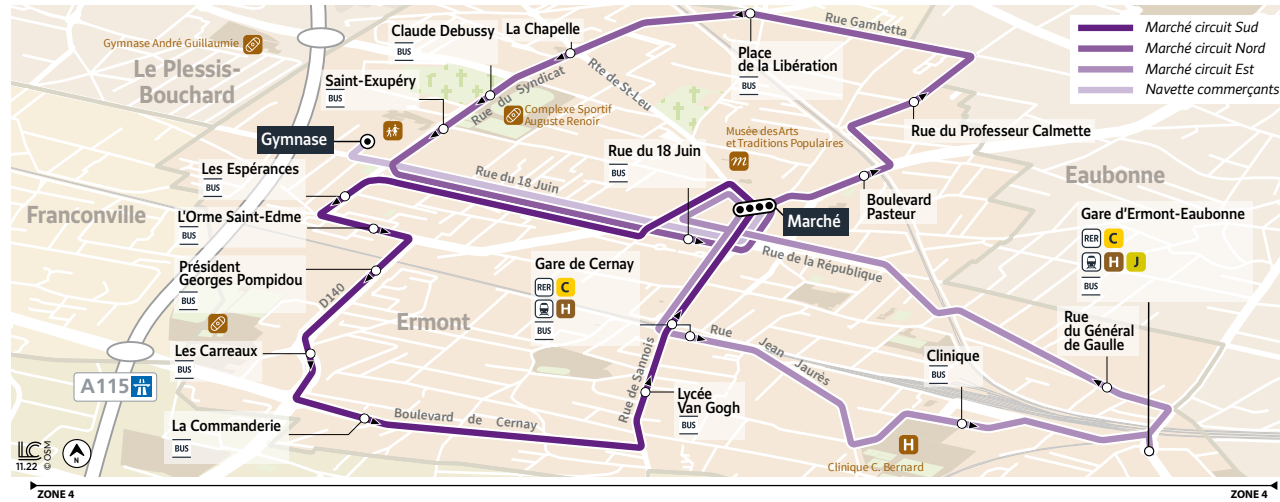 Gymnase André Guillaumie
Le Plessis-
Bouchard
Claude Debussy
BUS
La Chapelle
Rue Gambetta
Place
de la Libération
BUS
Marché circuit Sud
Marché circuit Nord
Marché circuit Est
Navette commerçants
Saint-Exupéry
BUS
Rue du Syndicat
Rte de St-Leu
Complexe Sportif
Auguste Renoir
Gymnase
Musée des Arts
et Traditions Populaires
m
Rue du Professeur Calmette
Les Espérances
BUS
Rue du 18 Juin
Rue du 18 Juin
BUS
Boulevard
Pasteur
Eaubonne
Franconville
L'Orme Saint-Edme
BUS
Marché
Gare d'Ermont-Eaubonne
RER C
H J
BUS
Président
Georges Pompidou
BUS
D140
Ermont
Gare de Cernay
RER C
H
BUS
Rue de la République
Rue
du Général
de Gaulle
BUS
Les Carreaux
BUS
A115
Rue Jean Jaurès
Rue de Sannois
Clinique
BUS
Lycée
Van Gogh
BUS
La Commanderie
BUS
Boulevard de Cernay
H
Clinique C. Bernard
LC
11.22
© OSM
N
ZONE 4
ZONE 4